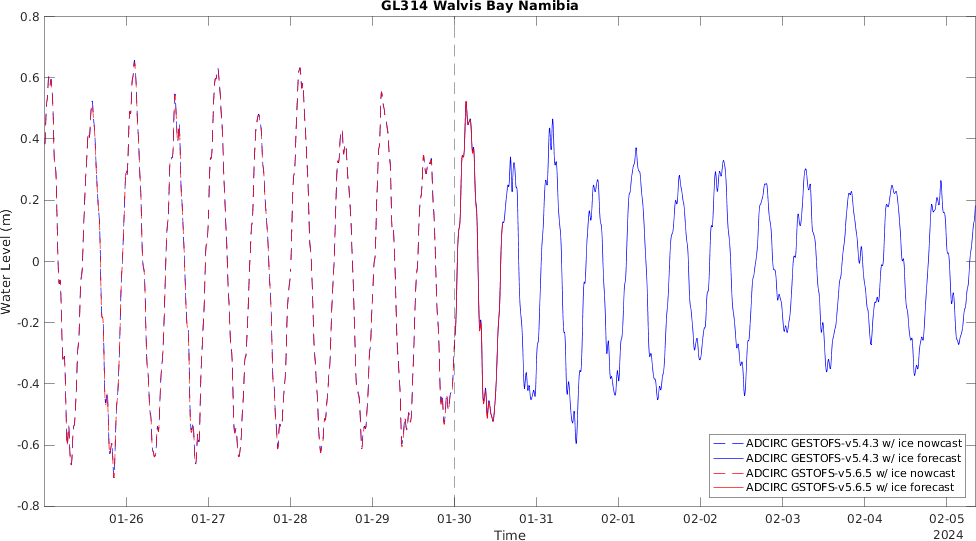 GL314 Walvis Bay Namibia
0.8
0.6
0.4
0.2
0
-0.2
-0.4
-0.6
-0.8
Water Level (m)
ADCIRC GESTOFS-v5.4.3 w/ ice nowcast
ADCIRC GESTOFS-v5.4.3 w/ ice forecast
ADCIRC GSTOFS-v5.6.5 w/ ice nowcast
ADCIRC GSTOFS-v5.6.5 w/ ice forecast
01-26 01-27 01-28 01-29 01-30 01-31 02-01 02-02 02-03 02-04 02-05
2024
Time